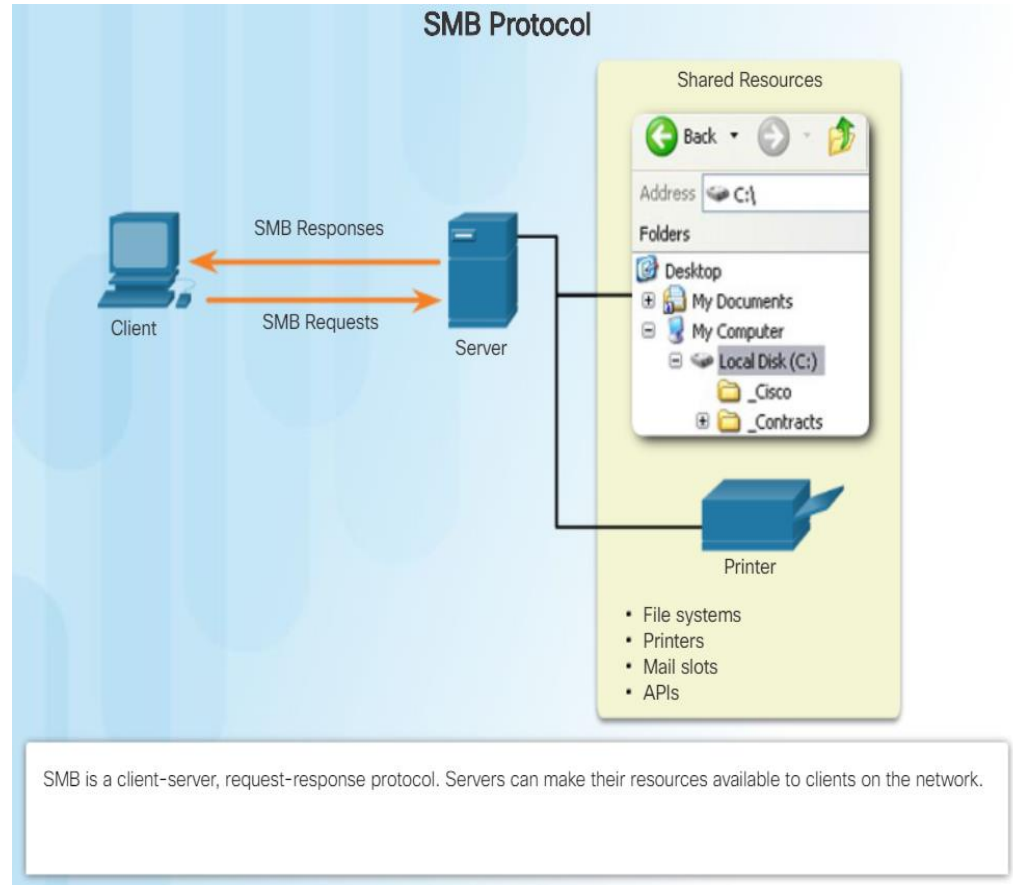 SMB Protocol
Shared Resources
Back
Address C:\
Folders
Desktop
My Documents
My Computer
Local Disk (C:)
_Cisco
_Contracts
SMB Responses
SMB Requests
Client
Server
Printer
• File systems
• Printers
• Mail slots
• APIs
SMB is a client-server, request-response protocol. Servers can make their resources available to clients on the network.